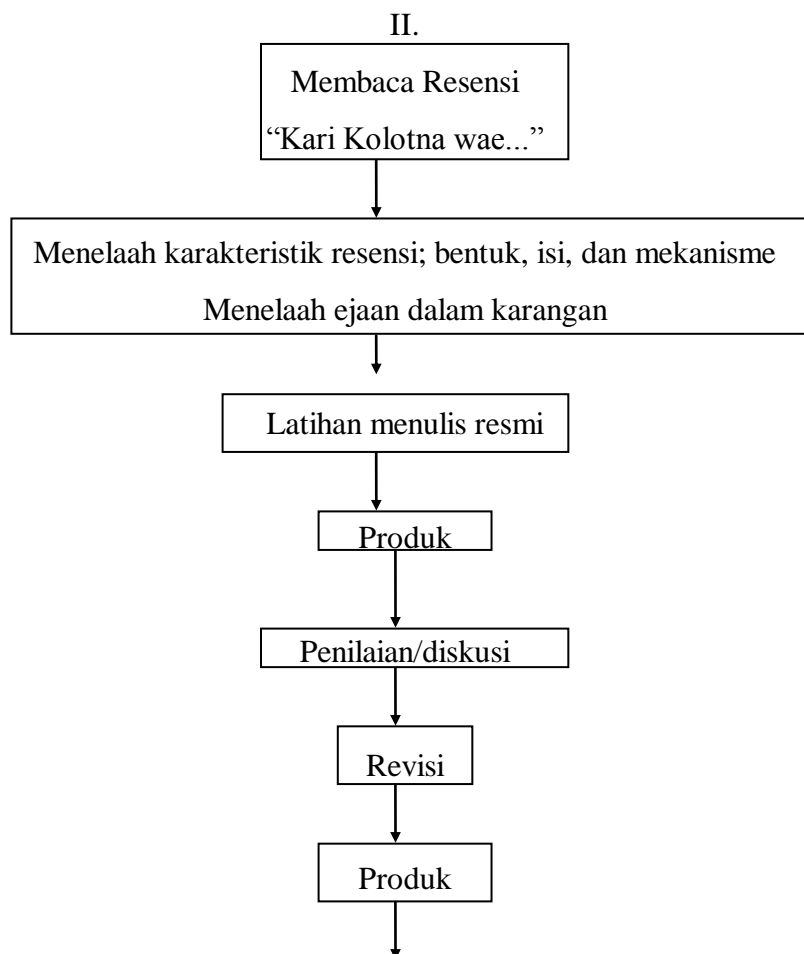 II.
Membaca Resensi
“Kari Kolotna wae...”
Menelaah karakteristik resensi; bentuk, isi, dan mekanisme
Menelaah ejaan dalam karangan
Latihan menulis resmi
Produk
Penilaian/diskusi
Revisi
Produk